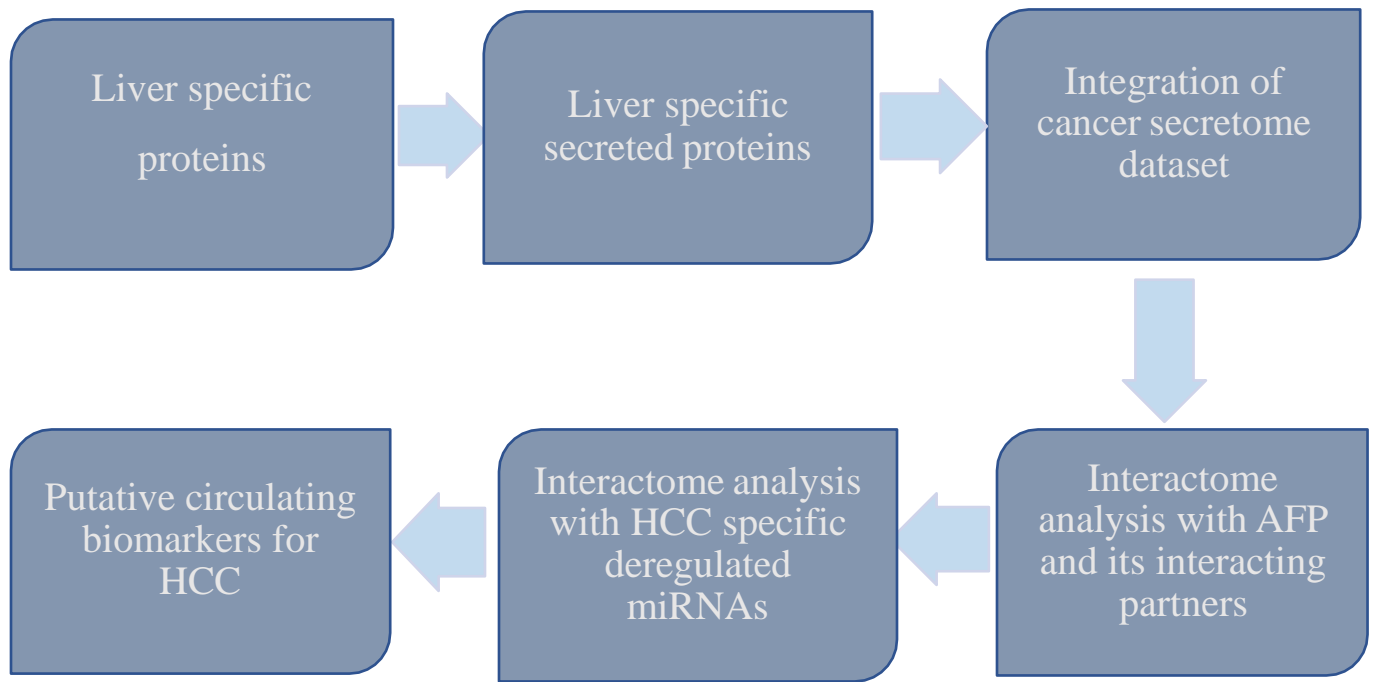 Liver specific
proteins
Liver specific
secreted proteins
Integration of
cancer secretome
dataset
Interactome
analysis with AFP
and its interacting
partners
Interactome analysis
with HCC specific
deregulated
miRNAs
Putative circulating
biomarkers for
HCC